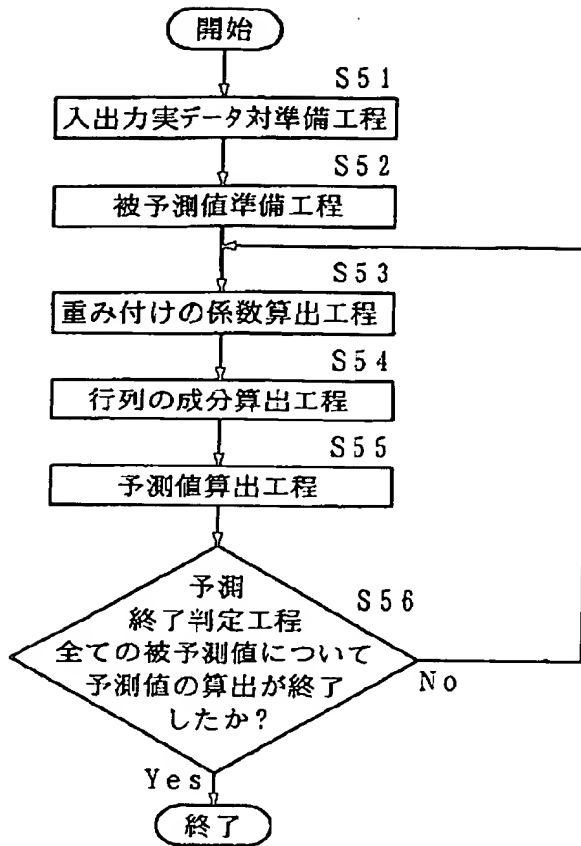 開始
S51
入出力実データ対準備工程
S52
被予測値準備工程
S53
重み付けの係数算出工程
S54
行列の成分算出工程
S55
予測値算出工程
予測
S56
終了判定工程
全ての被予測値について
予測値の算出が終了
したか?
No
Yes
終了